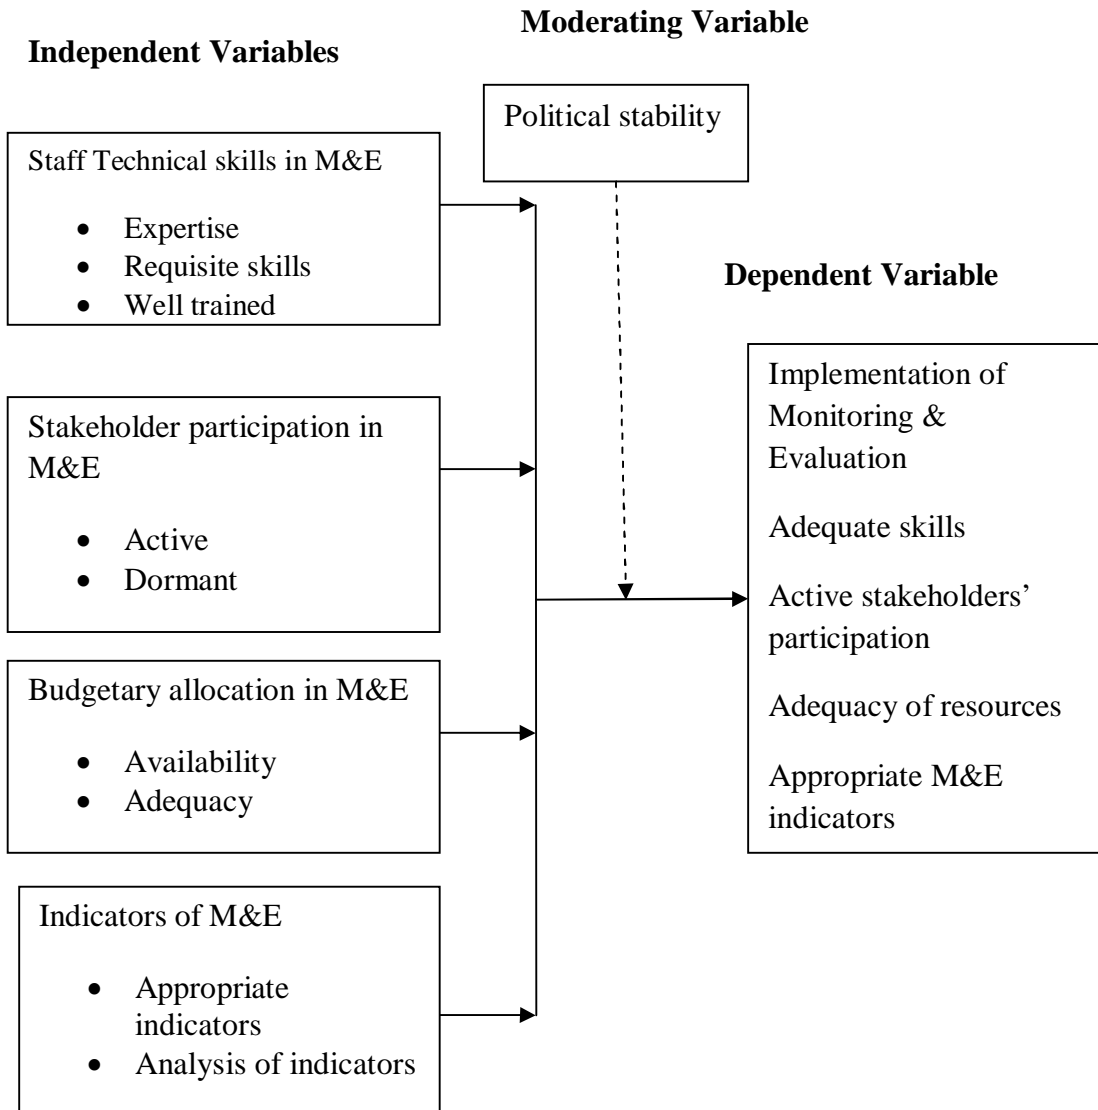 Moderating Variable
Independent Variables
Political stability
Staff Technical skills in M&E
• Expertise
• Requisite skills
• Well trained
Dependent Variable
Implementation of
Monitoring &
Evaluation
Adequate skills
Active stakeholders’
participation
Adequacy of resources
Appropriate M&E
indicators
Stakeholder participation in
M&E
• Active
• Dormant
Budgetary allocation in M&E
• Availability
• Adequacy
Indicators of M&E
• Appropriate
indicators
• Analysis of indicators